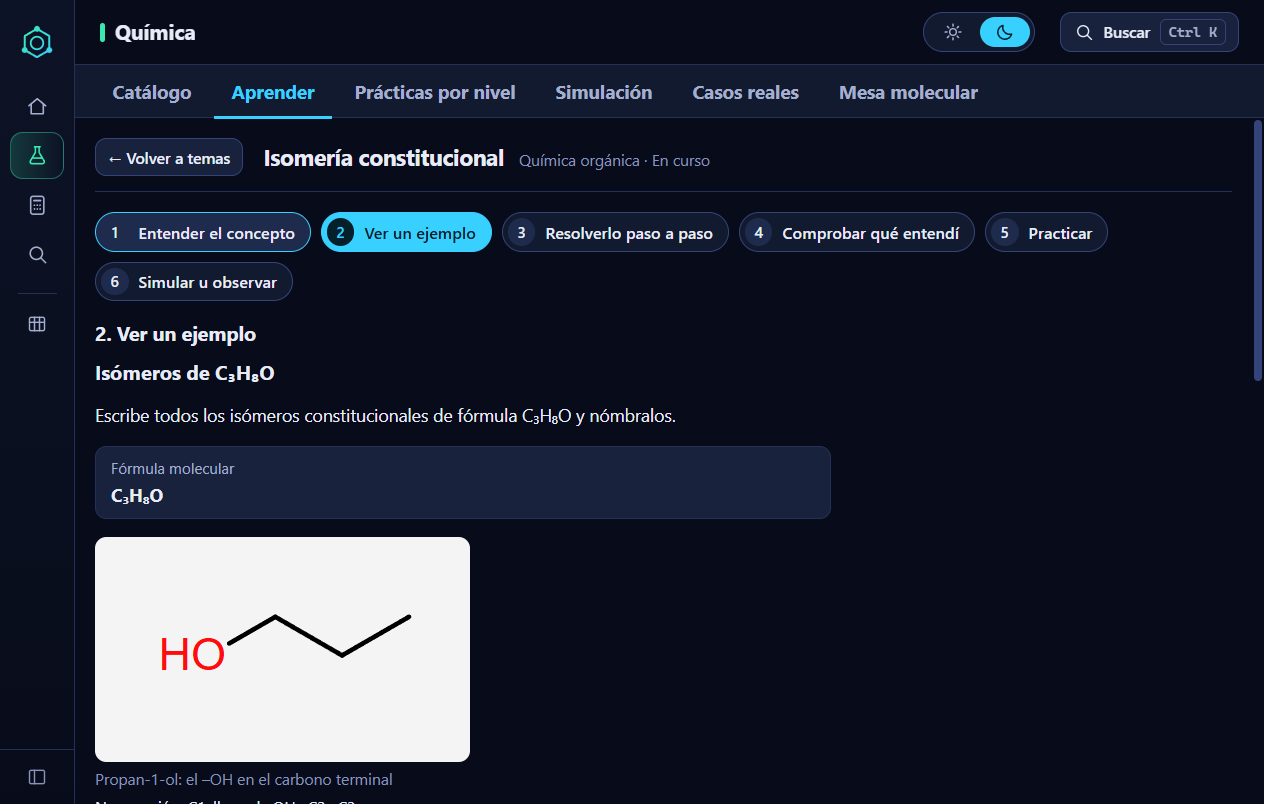 Química
Buscar Ctrl K
Catálogo Aprender Prácticas por nivel Simulación Casos reales Mesa molecular
← Volver a temas Isomería constitucional Química orgánica · En curso
1 Entender el concepto 2 Ver un ejemplo 3 Resolverlo paso a paso 4 Comprobar qué entendí 5 Practicar
6 Simular u observar
2. Ver un ejemplo
Isómeros de C₃H₈O
Escribe todos los isómeros constitucionales de fórmula C₃H₈O y nómbralos.
Fórmula molecular
C₃H₈O
HO
Propan-1-ol: el –OH en el carbono terminal